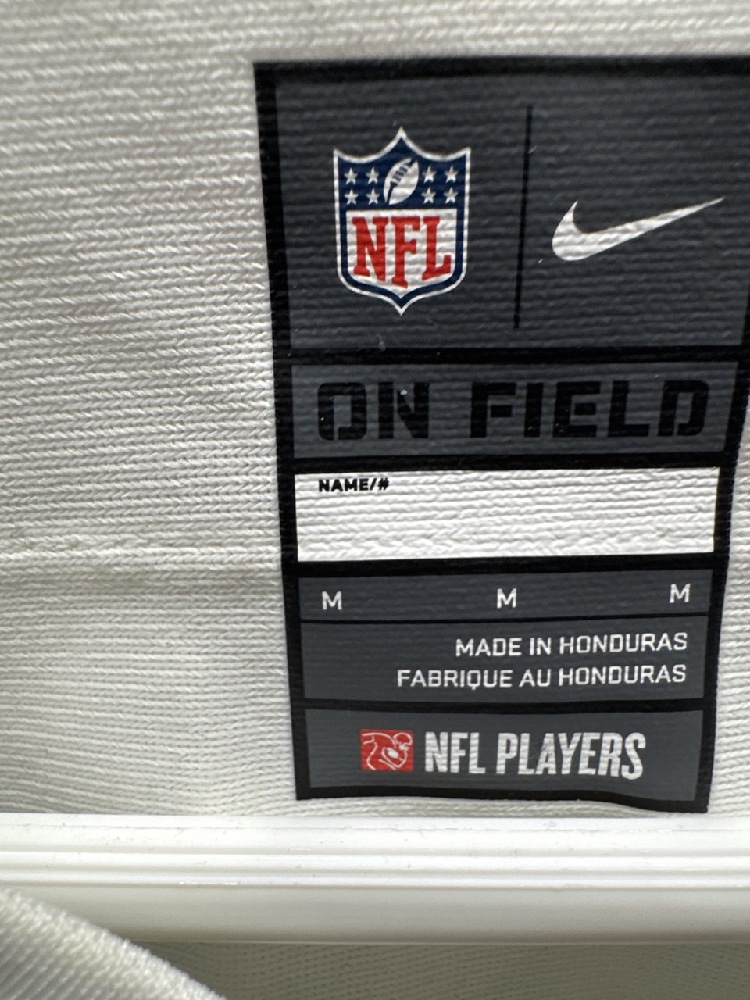 NFL
ON FIELD
NAME/#
M M M
MADE IN HONDURAS
FABRIQUE AU HONDURAS
NFL PLAYERS